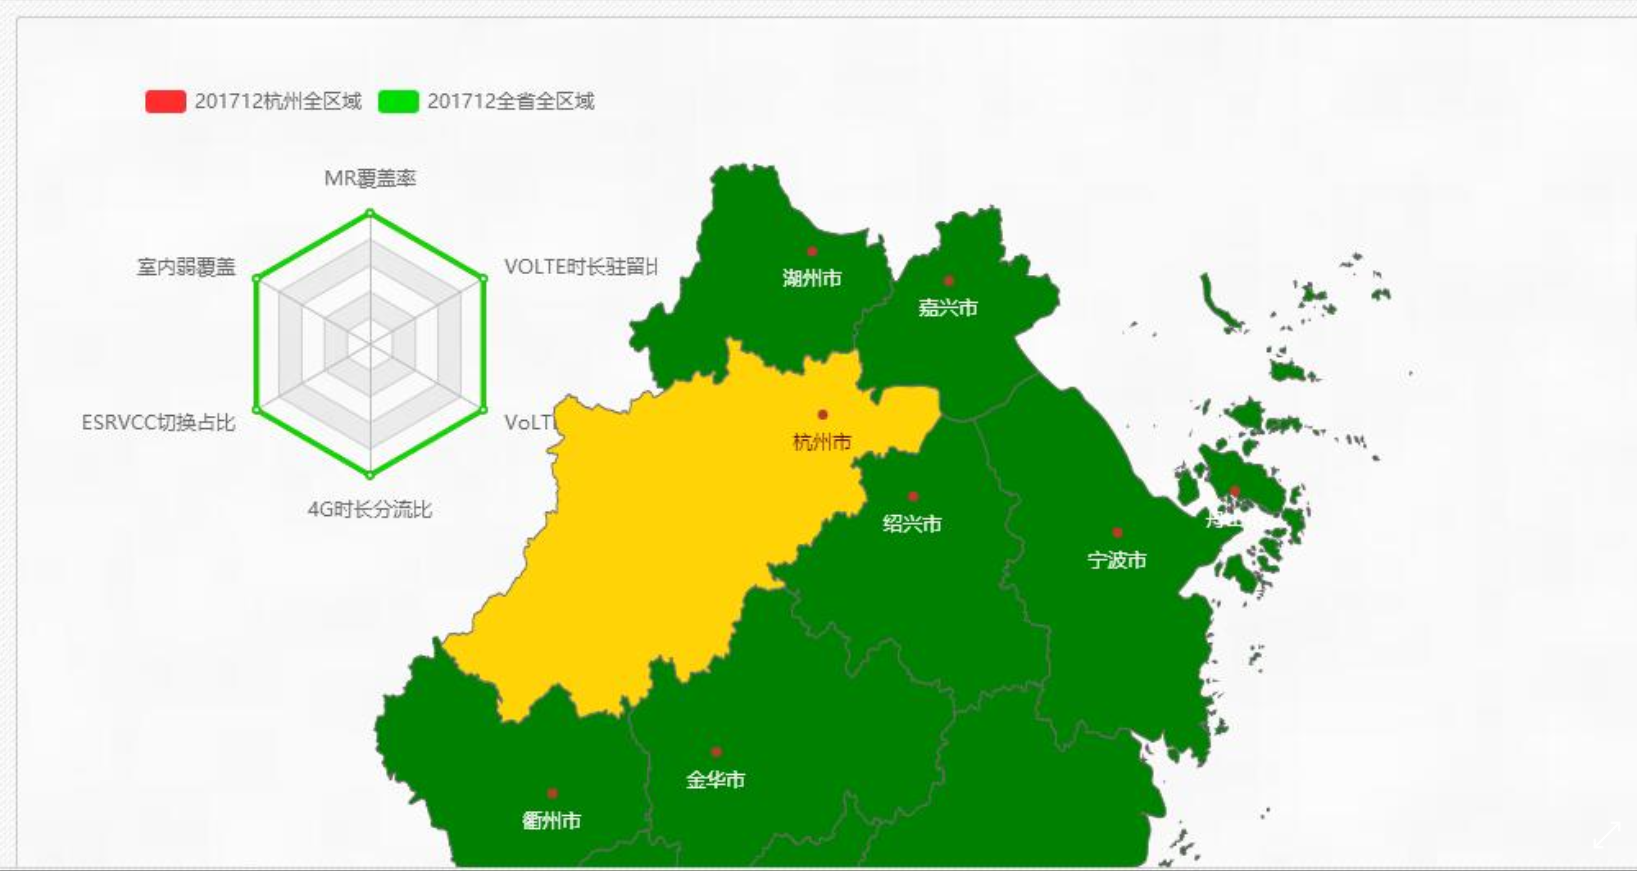 201712杭州全区域
201712全省全区域
MR覆盖率
室内弱覆盖
VOLTE时长驻留比
ESRVCC切换占比
VoLT
4G时长分流比
湖州市
嘉兴市
杭州市
绍兴市
宁波市
金华市
衢州市